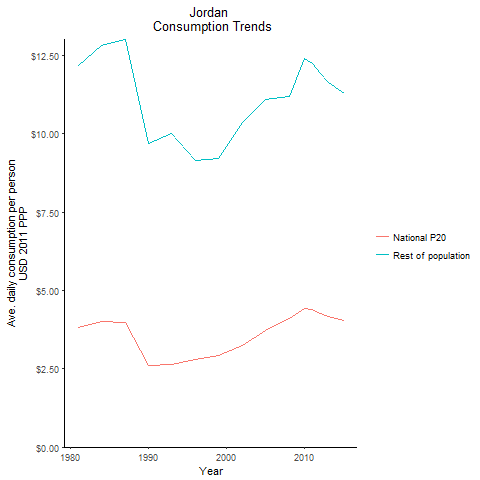 Jordan
Consumption Trends
Ave. daily consumption per person
USD 2011 PPP
$12.50
$10.00
$7.50
$5.00
$2.50
$0.00
1980
1990
2000
2010
Year
National P20
Rest of population